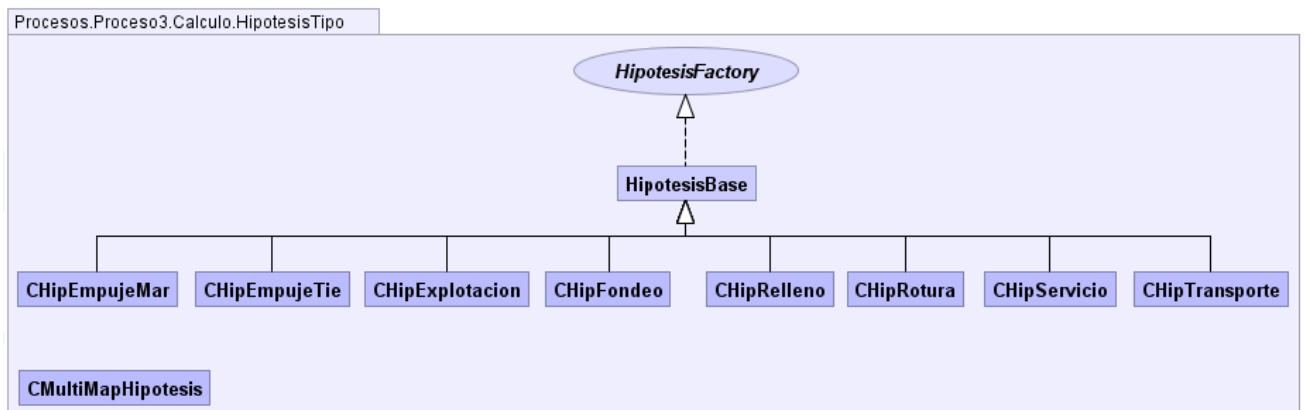 Procesos.Proceso3.Calculo.HipotesisTipo
HipotesisFactory
HipotesisBase
CHipEmpujeMar CHipEmpujeTie CHipExplotacion CHipFondeo CHipRelleno CHipRotura CHipServicio CHipTransporte
CMultiMapHipotesis